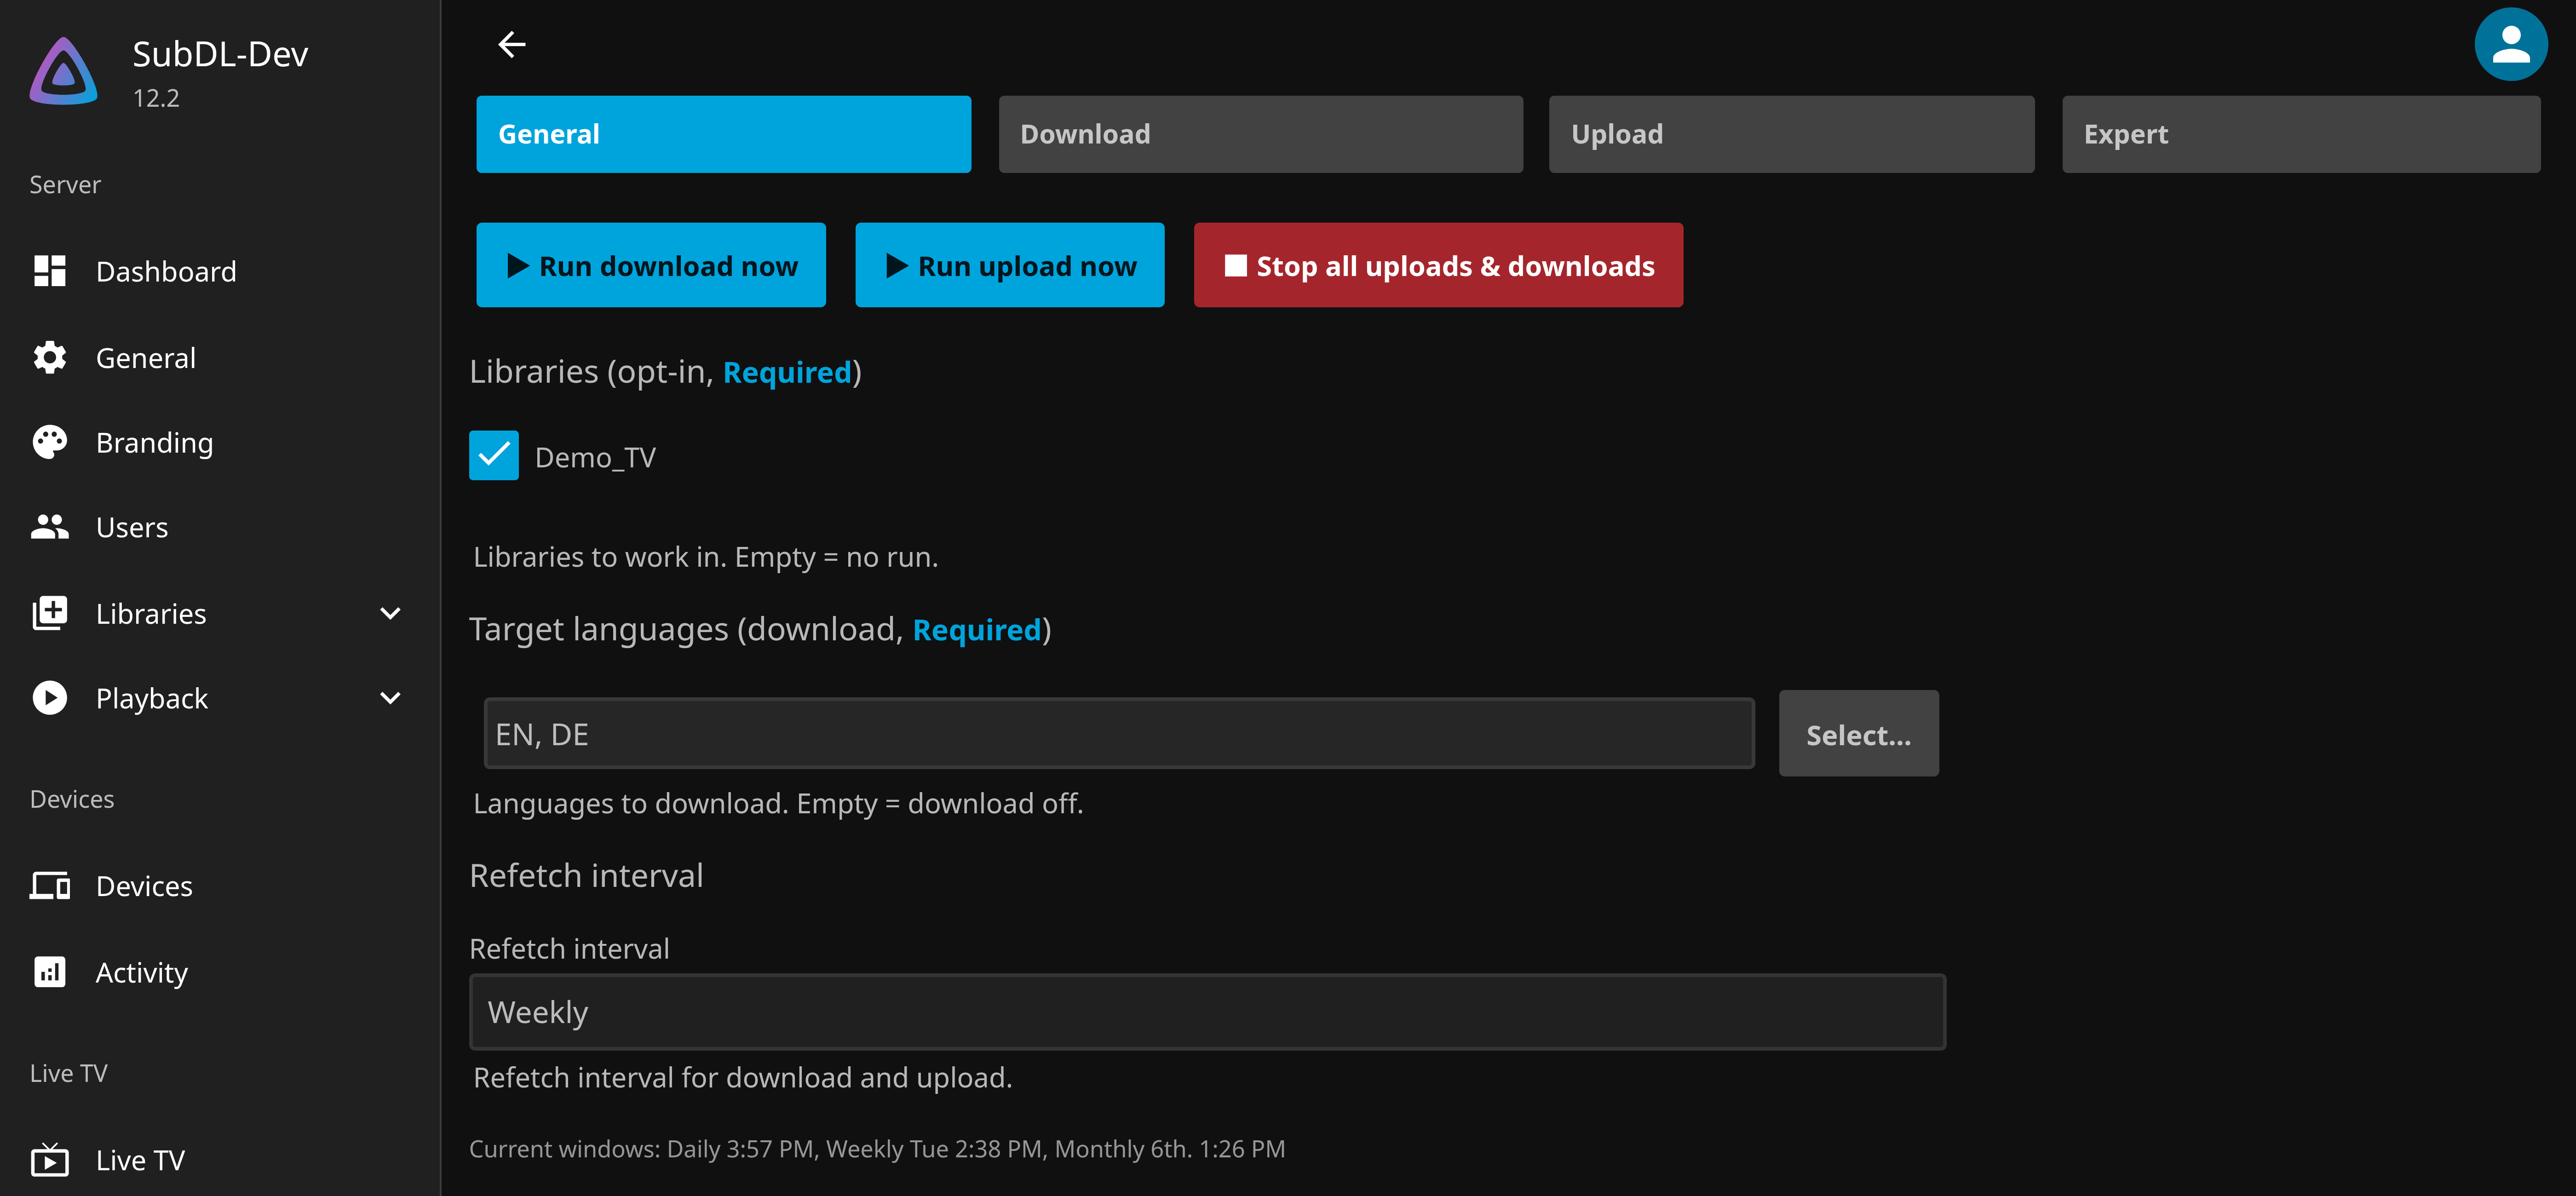 SubDL-Dev
12.2
Server
Dashboard
General
Branding
Users
Libraries
Playback
Devices
Devices
Activity
Live TV
Live TV
General
Download
Upload
Expert
Run download now
Run upload now
Stop all uploads & downloads
Libraries (opt-in, Required)
Demo_TV
Libraries to work in. Empty = no run.
Target languages (download, Required)
EN, DE
Select...
Languages to download. Empty = download off.
Refetch interval
Refetch interval
Weekly
Refetch interval for download and upload.
Current windows: Daily 3:57 PM, Weekly Tue 2:38 PM, Monthly 6th. 1:26 PM